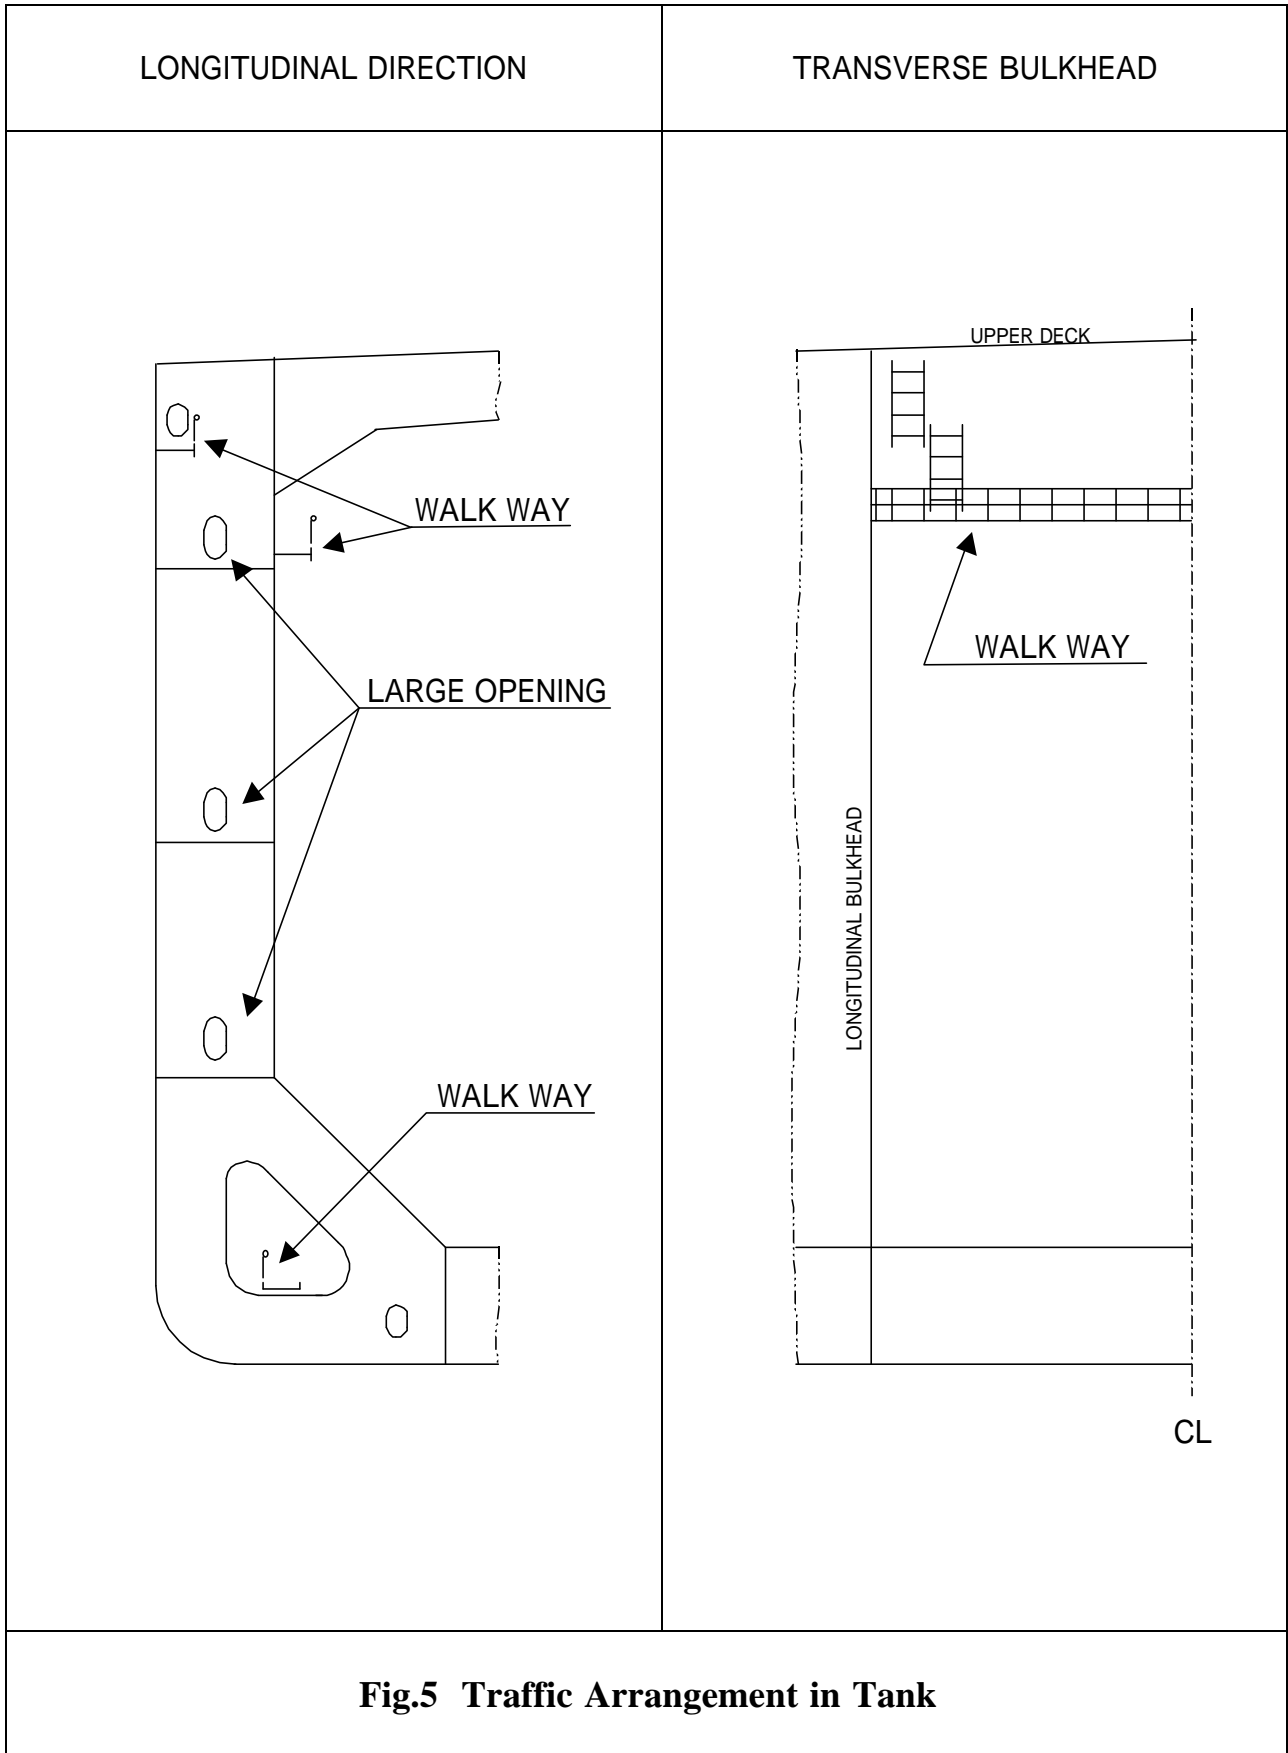 LONGITUDINAL DIRECTION
TRANSVERSE BULKHEAD
WALK WAY
LARGE OPENING
WALK WAY
UPPER DECK
WALK WAY
LONGITUDINAL BULKHEAD
CL
Fig.5 Traffic Arrangement in Tank